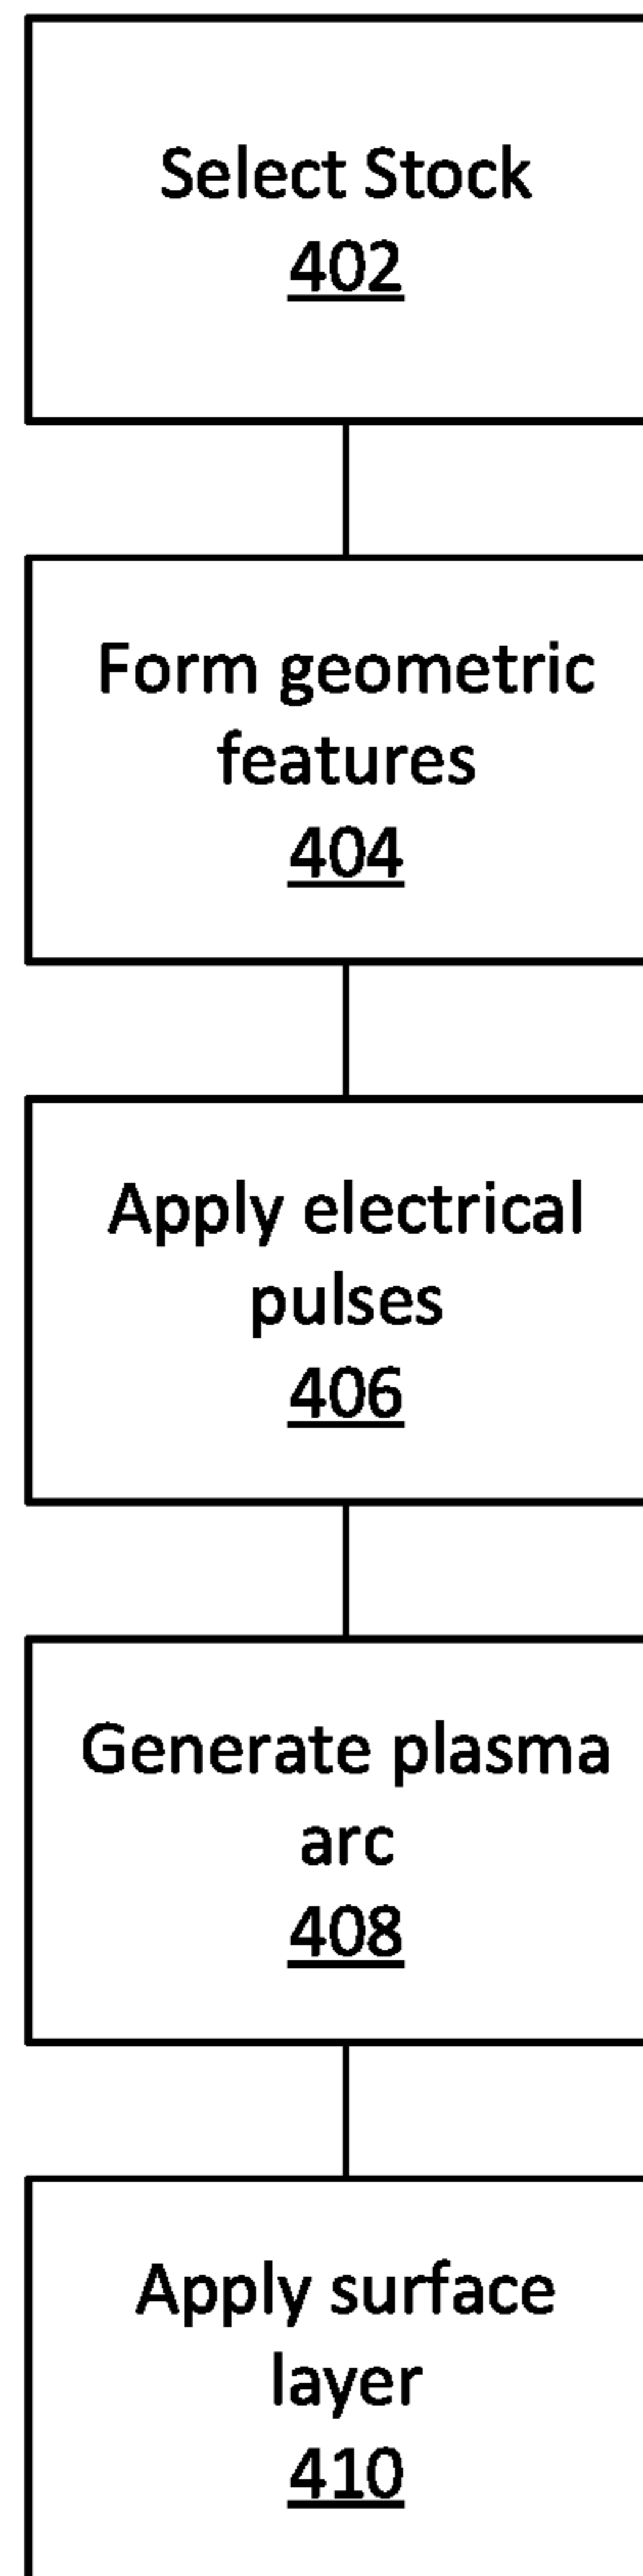 Select Stock
402
Form geometric
features
404
Apply electrical
pulses
406
Generate plasma
arc
408
Apply surface
layer
410